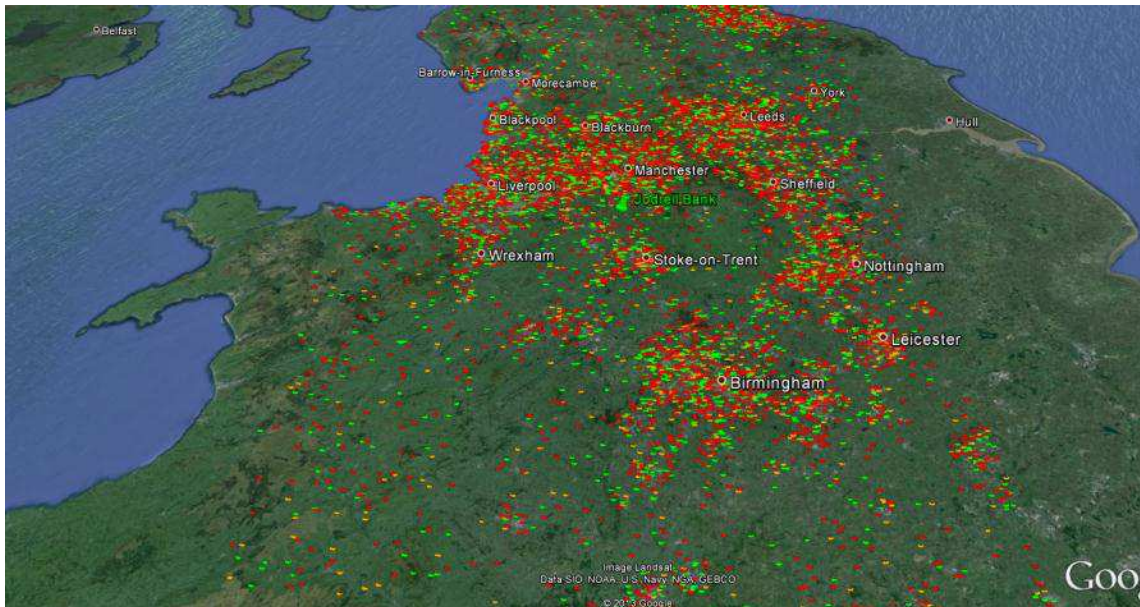 Belfast
Barrow-in-Furness
Morecambe
York
Blackpool
Blackburn
Leeds
Hull
Manchester
Liverpool
Sheffield
Jodrell Bank
Wrexham
Stoke-on-Trent
Nottingham
Leicester
Birmingham
Image Landsat
Data SIO, NOAA, U.S. Navy, NGA, GEBCO
© 2013 Google
Goo